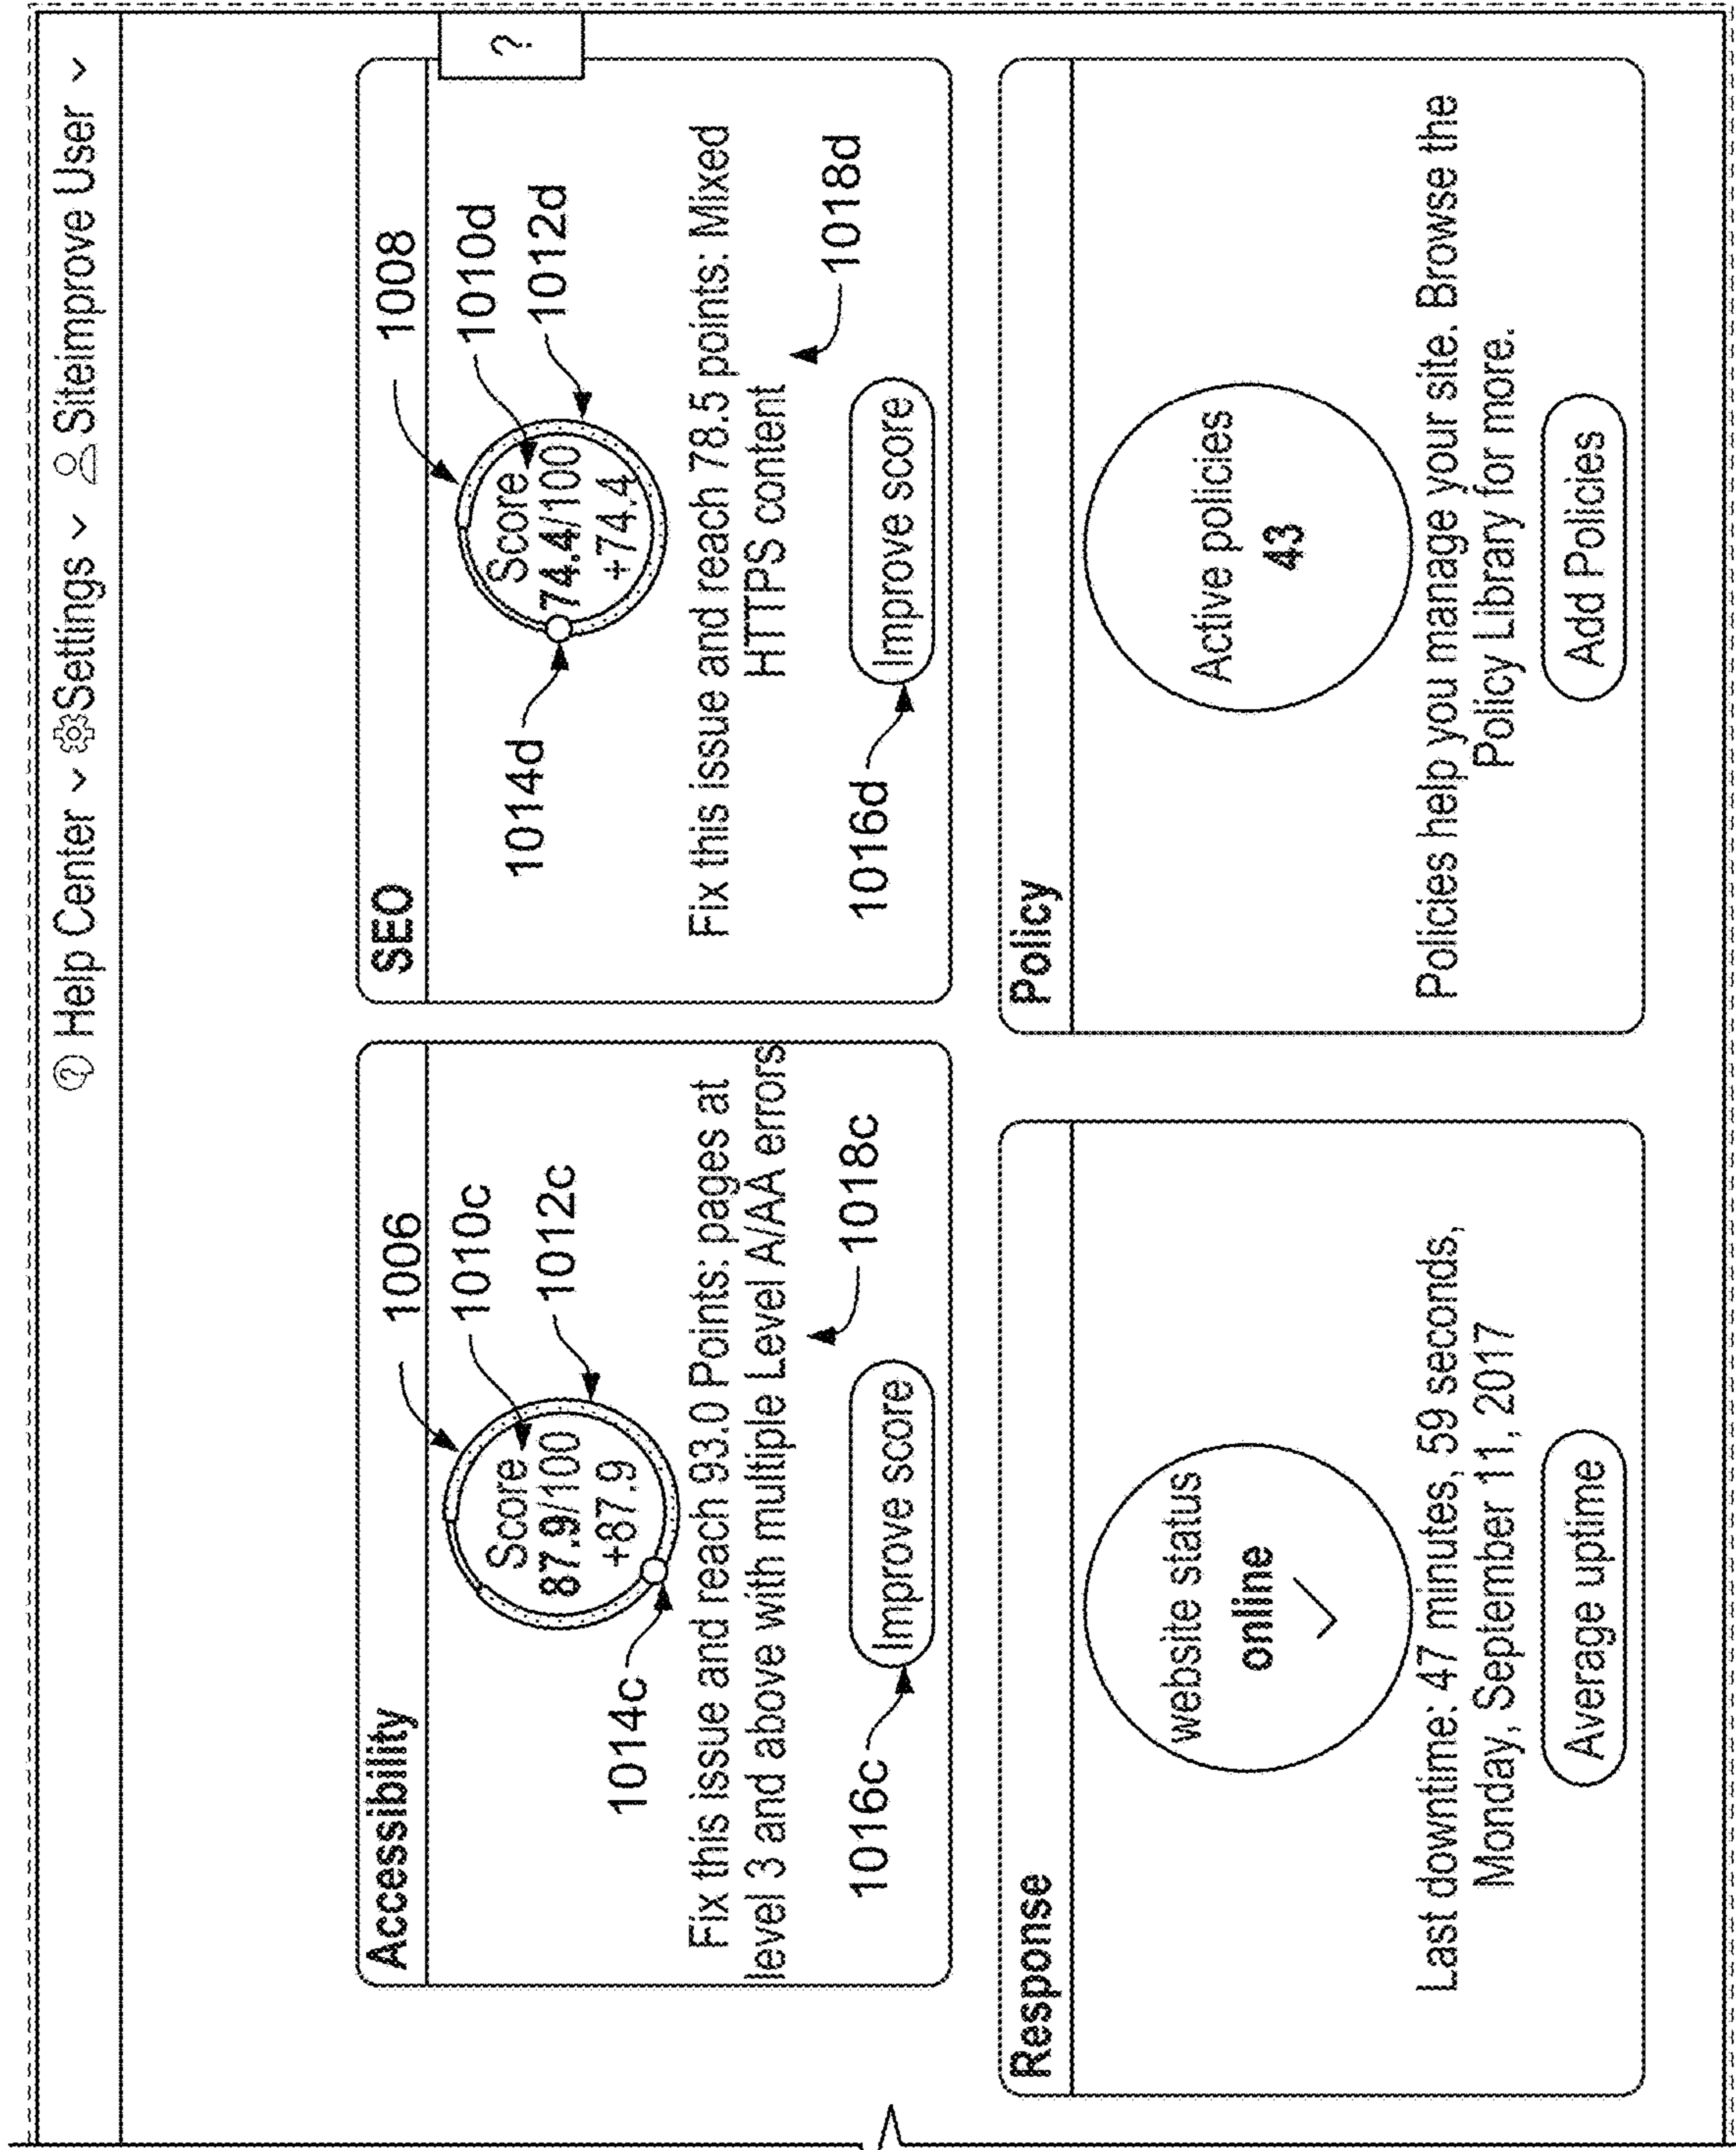 Help Center Settings Siteimprove User
Accessibility
1006
1010c
1012c
Score
87.9/100
+87.9
1014c
Fix this issue and reach 93.0 Points: pages at
level 3 and above with multiple Level A/AA errors
1018c
1016c
Improve score
SEO
1008
?
1010d
1012d
Score
74.4/100
+74.4
1014d
Fix this issue and reach 78.5 points: Mixed
HTTPS content
1018d
1016d
Improve score
Response
website status
online
Last downtime: 47 minutes, 59 seconds,
Monday, September 11, 2017
Average uptime
Policy
Active policies
43
Policies help you manage your site. Browse the
Policy Library for more.
Add Policies